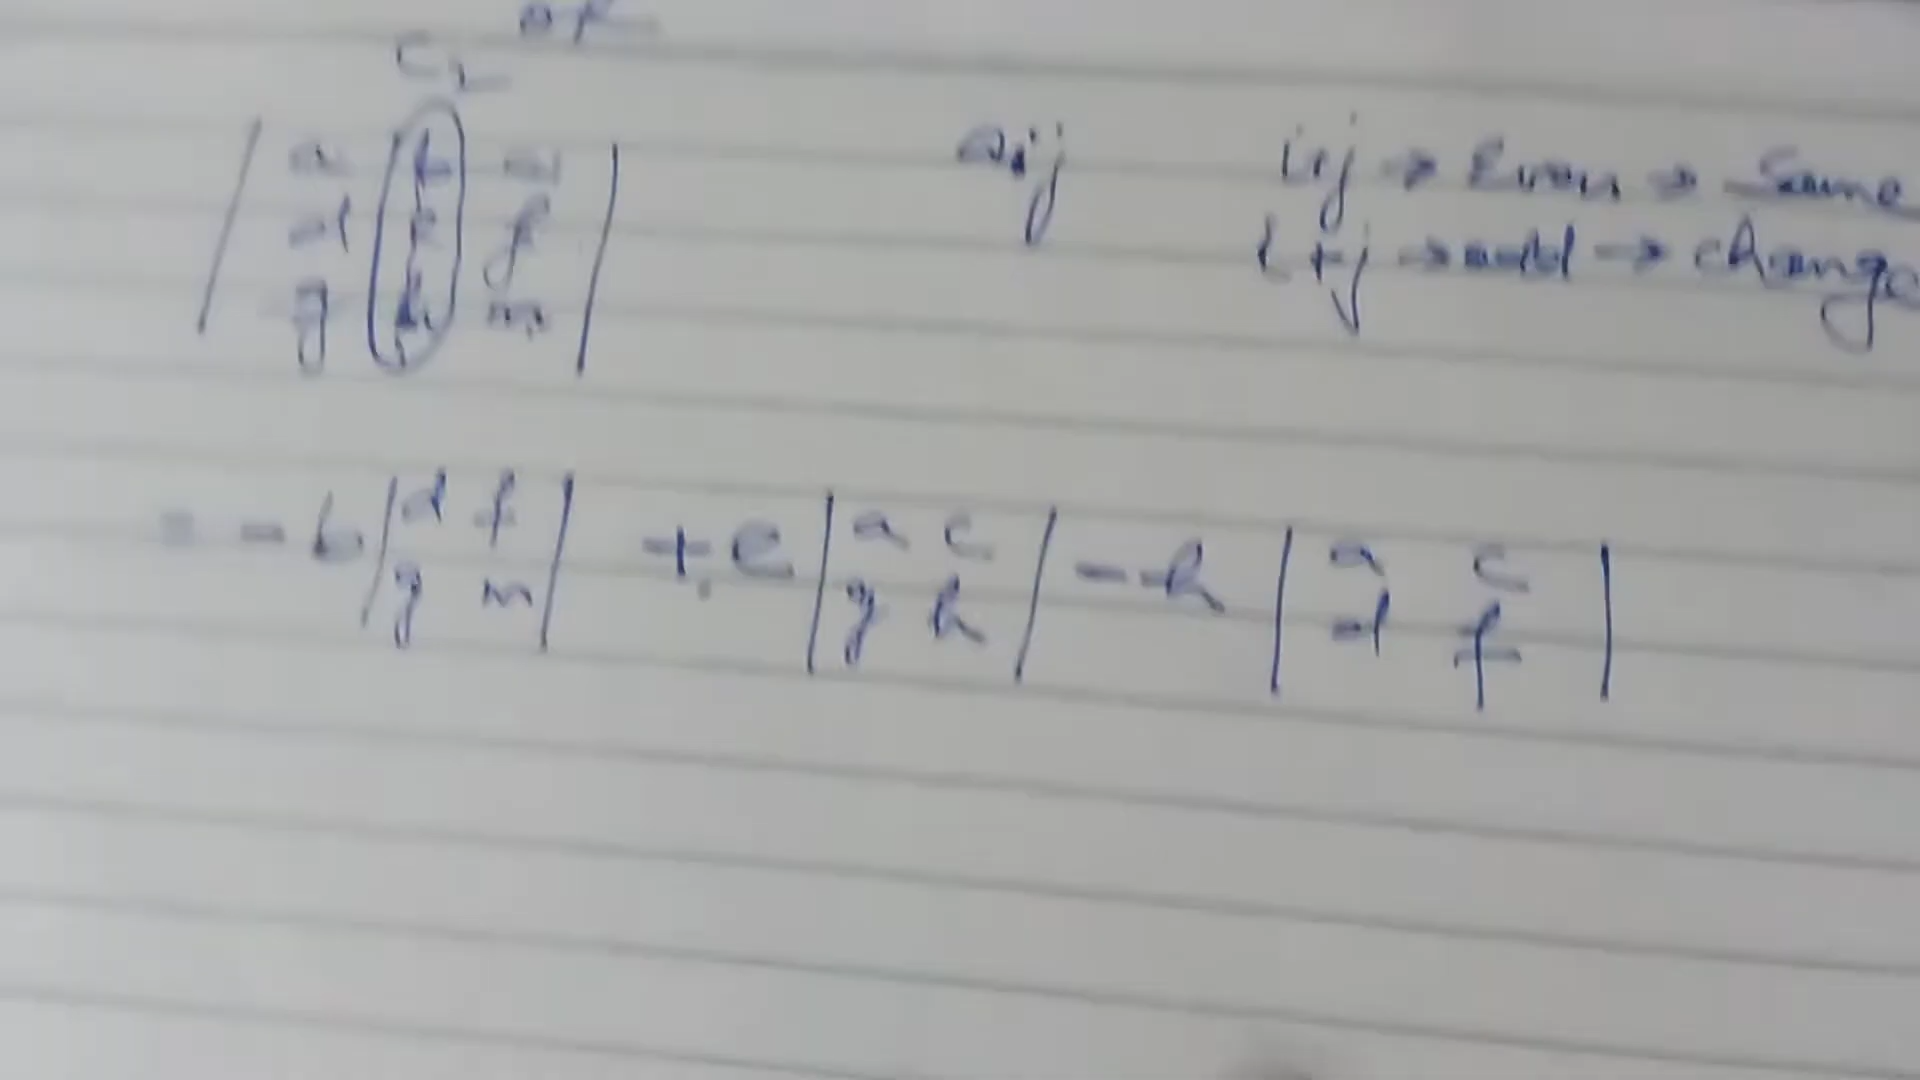 C₂
| a b c | aij i+j → Even → Same
| d e f | i+j → odd → change
| g h m |
= - b | d f | + e | a c | - h | a c |
| g m | | g h | | d f |